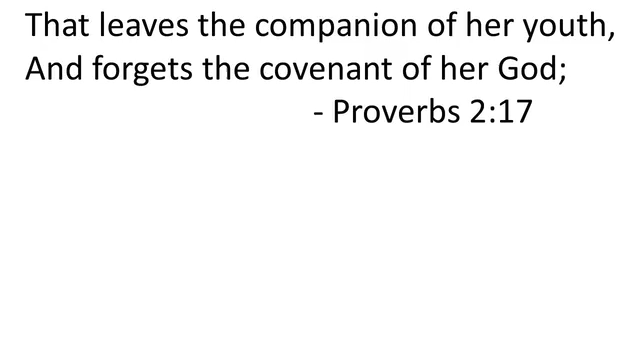 That leaves the companion of her youth,
And forgets the covenant of her God;
- Proverbs 2:17